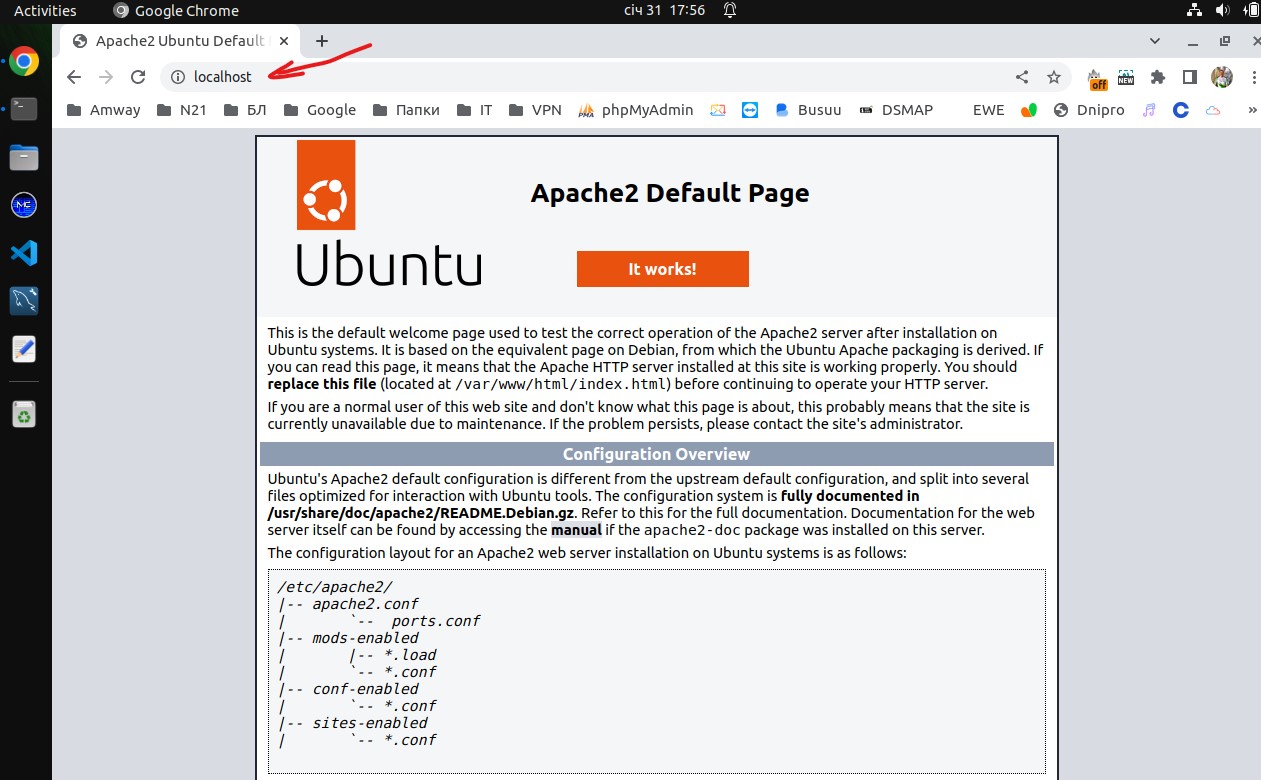 Activities Google Chrome січ 31 17:56
Apache2 Ubuntu Default
localhost
off NEW
Amway N21 БЛ Google Папки IT VPN PMA phpMyAdmin Busuu DSMAP EWE Dnipro »
Apache2 Default Page
Ubuntu
It works!
This is the default welcome page used to test the correct operation of the Apache2 server after installation on
Ubuntu systems. It is based on the equivalent page on Debian, from which the Ubuntu Apache packaging is derived. If
you can read this page, it means that the Apache HTTP server installed at this site is working properly. You should
replace this file (located at /var/www/html/index.html) before continuing to operate your HTTP server.
If you are a normal user of this web site and don't know what this page is about, this probably means that the site is
currently unavailable due to maintenance. If the problem persists, please contact the site's administrator.
Configuration Overview
Ubuntu's Apache2 default configuration is different from the upstream default configuration, and split into several
files optimized for interaction with Ubuntu tools. The configuration system is fully documented in
/usr/share/doc/apache2/README.Debian.gz. Refer to this for the full documentation. Documentation for the web
server itself can be found by accessing the manual if the apache2-doc package was installed on this server.
The configuration layout for an Apache2 web server installation on Ubuntu systems is as follows:
/etc/apache2/
|-- apache2.conf
|       `--  ports.conf
|-- mods-enabled
|       |-- *.load
|       `-- *.conf
|-- conf-enabled
|       `-- *.conf
|-- sites-enabled
|       `-- *.conf